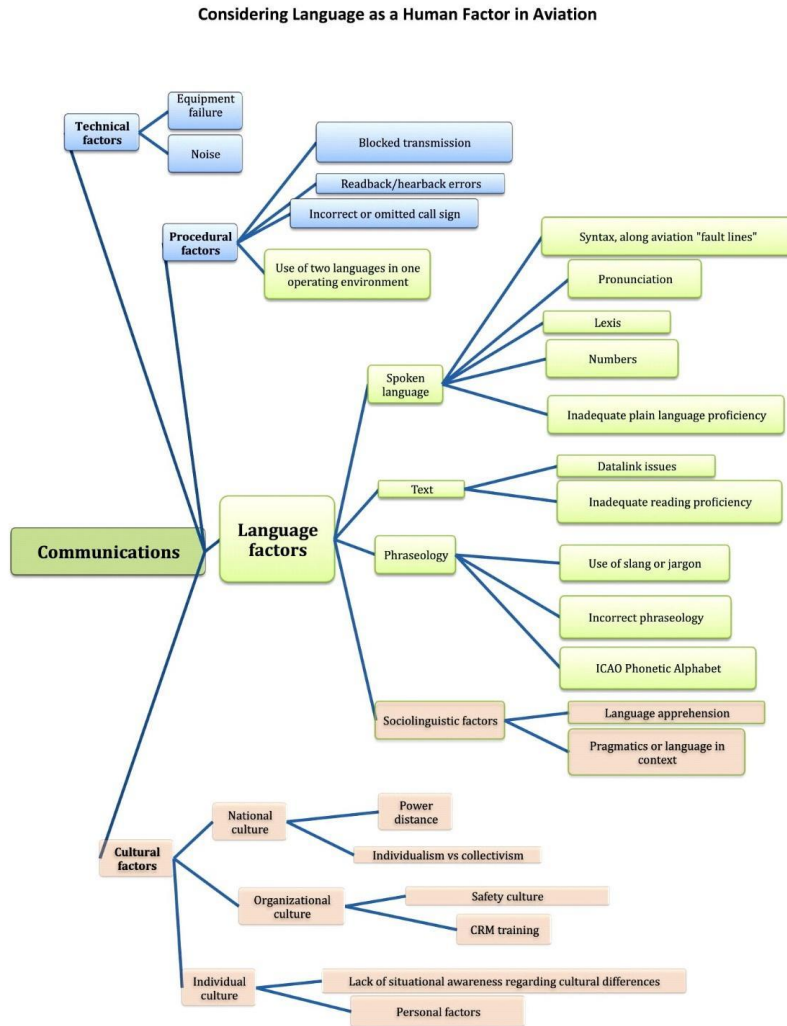 Considering Language as a Human Factor in Aviation
Technical
factors
Equipment
failure
Noise
Procedural
factors
Blocked transmission
Readback/hearback errors
Incorrect or omitted call sign
Use of two languages in one
operating environment
Communications
Language
factors
Spoken
language
Syntax, along aviation "fault lines"
Pronunciation
Lexis
Numbers
Inadequate plain language proficiency
Text
Datalink issues
Inadequate reading proficiency
Phraseology
Use of slang or jargon
Incorrect phraseology
ICAO Phonetic Alphabet
Sociolinguistic factors
Language apprehension
Pragmatics or language in
context
Cultural
factors
National
culture
Power
distance
Individualism vs collectivism
Organizational
culture
Safety culture
CRM training
Individual
culture
Lack of situational awareness regarding cultural differences
Personal factors